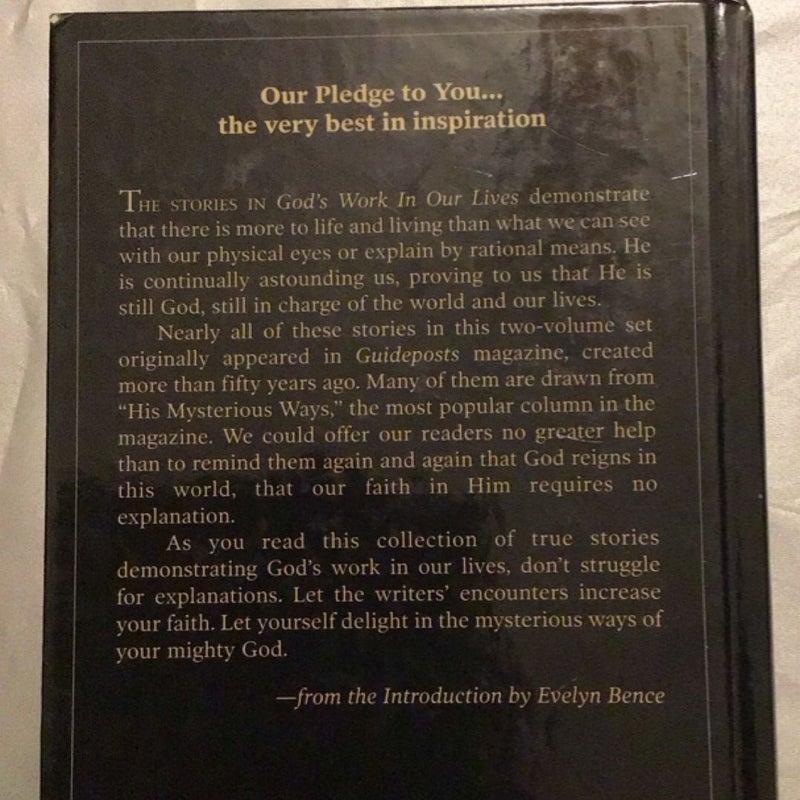 Our Pledge to You...
the very best in inspiration
THE STORIES IN God's Work In Our Lives demonstrate
that there is more to life and living than what we can see
with our physical eyes or explain by rational means. He
is continually astounding us, proving to us that He is
still God, still in charge of the world and our lives.
Nearly all of these stories in this two-volume set
originally appeared in Guideposts magazine, created
more than fifty years ago. Many of them are drawn from
“His Mysterious Ways,” the most popular column in the
magazine. We could offer our readers no greater help
than to remind them again and again that God reigns in
this world, that our faith in Him requires no
explanation.
As you read this collection of true stories
demonstrating God's work in our lives, don't struggle
for explanations. Let the writers' encounters increase
your faith. Let yourself delight in the mysterious ways of
your mighty God.
—from the Introduction by Evelyn Bence